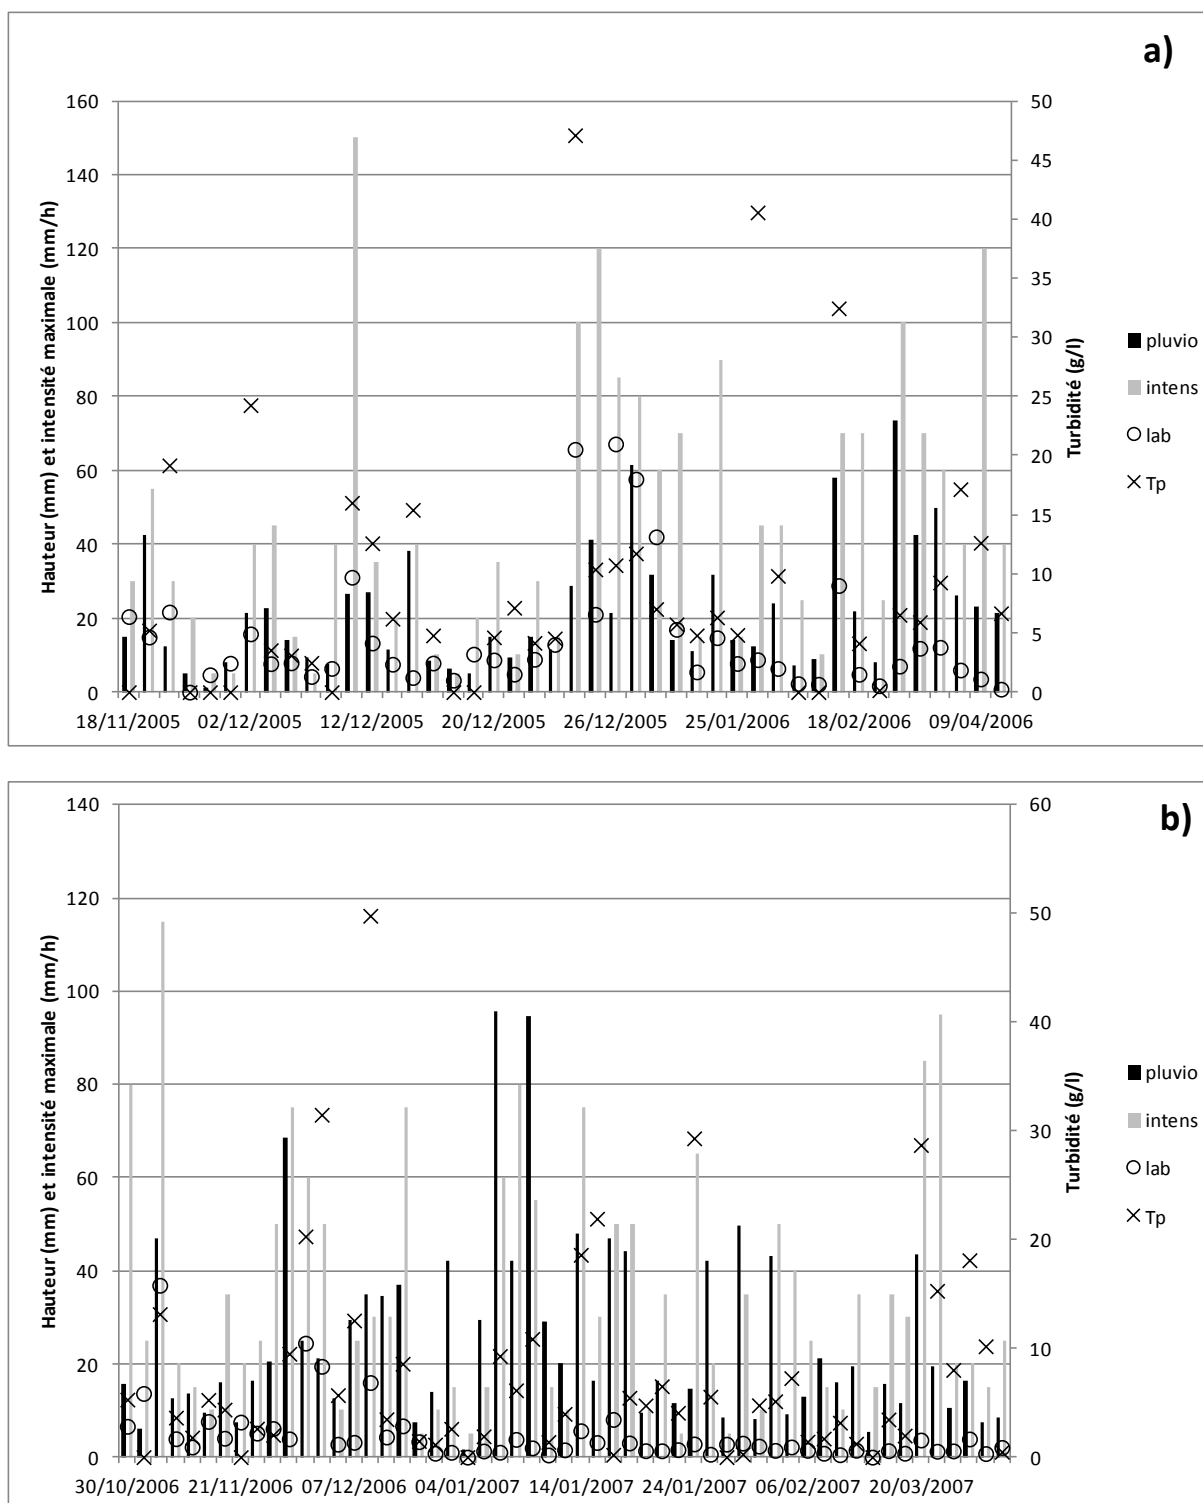 a)
160
140
120
100
80
60
40
20
0
Hauteur (mm) et intensité maximale (mm/h)
50
45
40
35
30
25
20
15
10
5
0
Turbidité (g/l)
pluvio
intens
lab
Tp
18/11/2005 02/12/2005 12/12/2005 20/12/2005 26/12/2005 25/01/2006 18/02/2006 09/04/2006
b)
140
120
100
80
60
40
20
0
Hauteur (mm) et intensité maximale (mm/h)
60
50
40
30
20
10
0
Turbidité (g/l)
pluvio
intens
lab
Tp
30/10/2006 21/11/2006 07/12/2006 04/01/2007 14/01/2007 24/01/2007 06/02/2007 20/03/2007